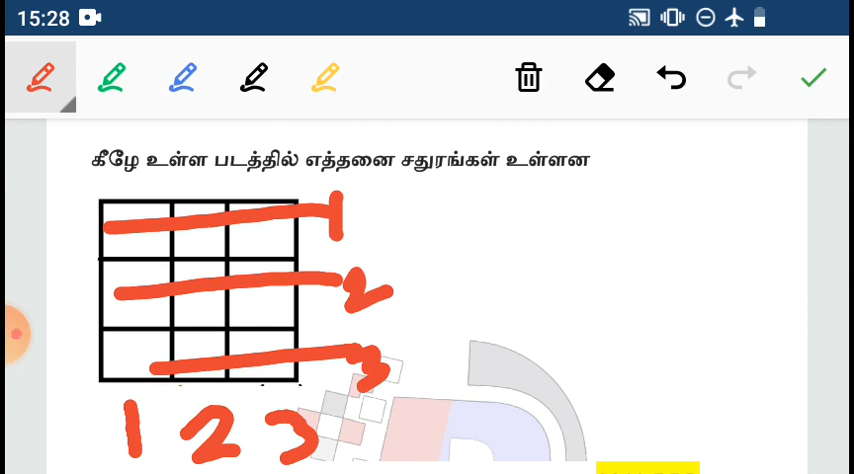 15:28
கீழே உள்ள படத்தில் எத்தனை சதுரங்கள் உள்ளன
1
2
3
1 2 3